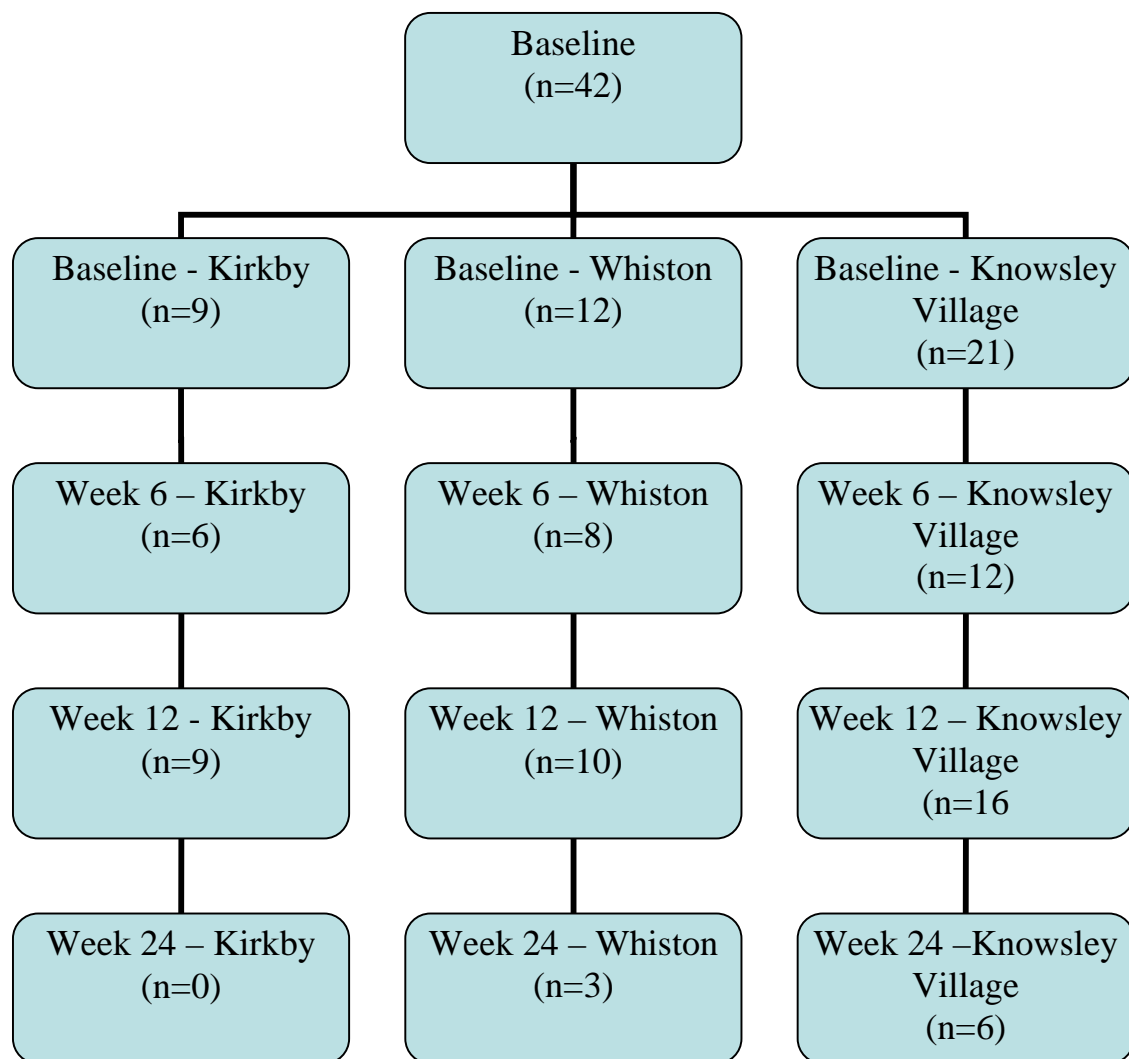 Baseline
(n=42)
Baseline - Kirkby
(n=9)
Baseline - Whiston
(n=12)
Baseline - Knowsley
Village
(n=21)
Week 6 – Kirkby
(n=6)
Week 6 – Whiston
(n=8)
Week 6 – Knowsley
Village
(n=12)
Week 12 - Kirkby
(n=9)
Week 12 – Whiston
(n=10)
Week 12 – Knowsley
Village
(n=16
Week 24 – Kirkby
(n=0)
Week 24 – Whiston
(n=3)
Week 24 –Knowsley
Village
(n=6)